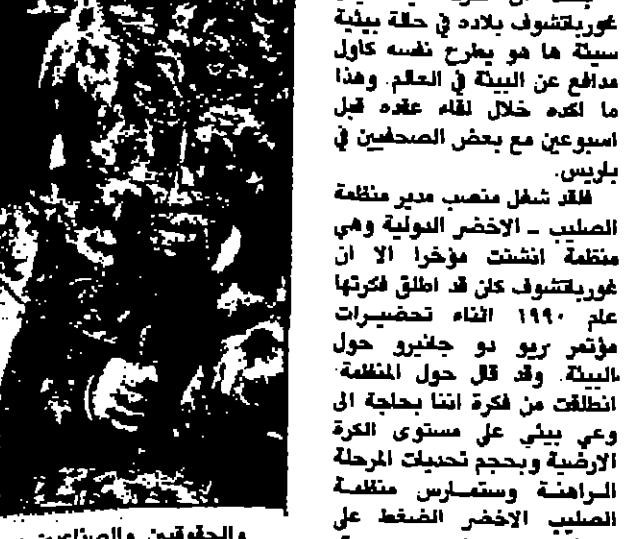 غورباتشوف بلاده في حالة بيئية
سيئة ها هو يطرح نفسه كاول
مدافع عن البيئة في العالم. وهذا
ما اكده خلال لقاء عقده قبل
اسبوعين مع بعض الصحفيين في
باريس.
فلقد شغل منصب مدير منظمة
الصليب ـ الاخضر الدولية وهي
منظمة انشئت مؤخرا الا ان
غورباتشوف كان قد اطلق فكرتها
عام ١٩٩٠ اثناء تحضيرات
مؤتمر ريو دو جانيرو حول
البيئة. وقد قال حول المنظمة:
انطلقت من فكرة اننا بحاجة الى
وعي بيئي على مستوى الكرة
الارضية وبحجم تحديات المرحلة
الراهنة وستمارس منظمة
الصليب الاخضر الضغط على
والحقوقيين والصناعيين